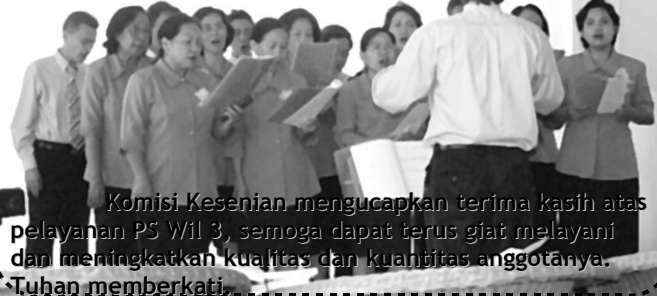 Komisi Kesenian mengucapkan terima kasih atas
pelayanan PS Wil 3, semoga dapat terus giat melayani
dan meningkatkan kualitas dan kuantitas anggotanya.
Tuhan memberkati.